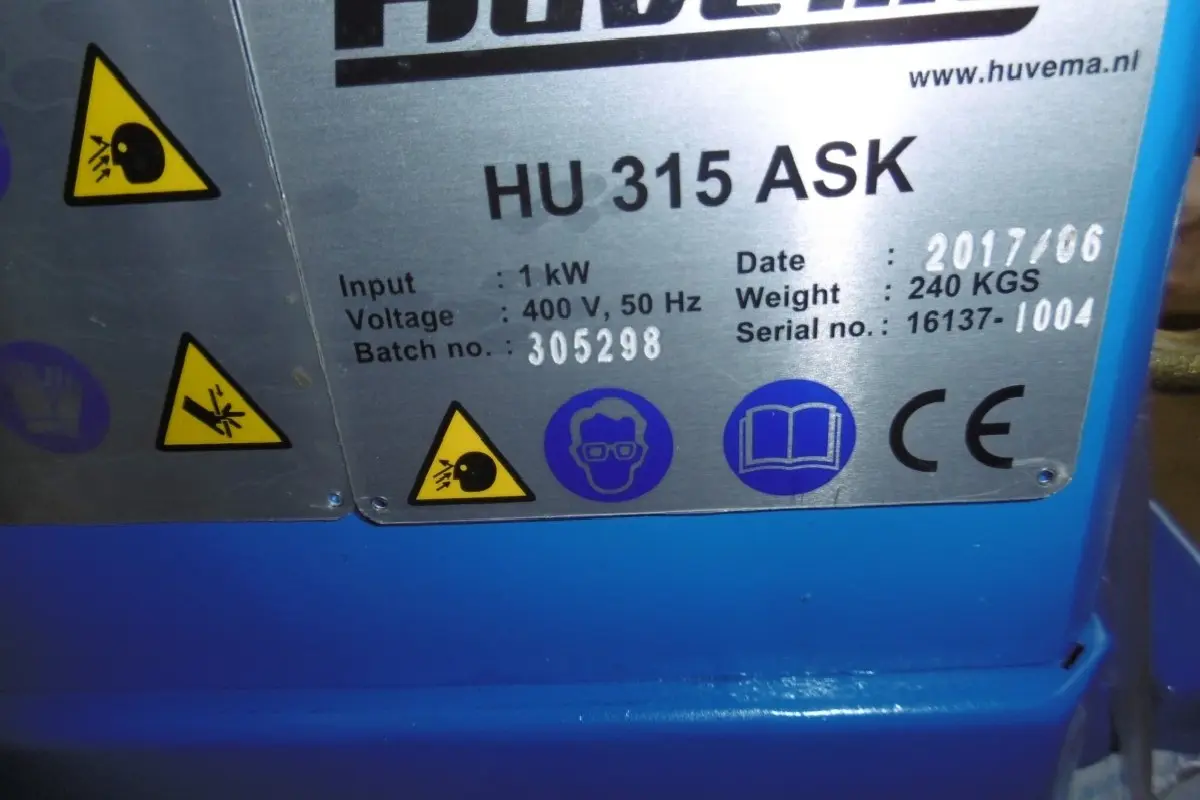 Huvema
www.huvema.nl
HU 315 ASK
Input : 1 kW
Voltage : 400 V, 50 Hz
Batch no. : 305298
Date : 2017/06
Weight : 240 KGS
Serial no. : 16137-1004
CE